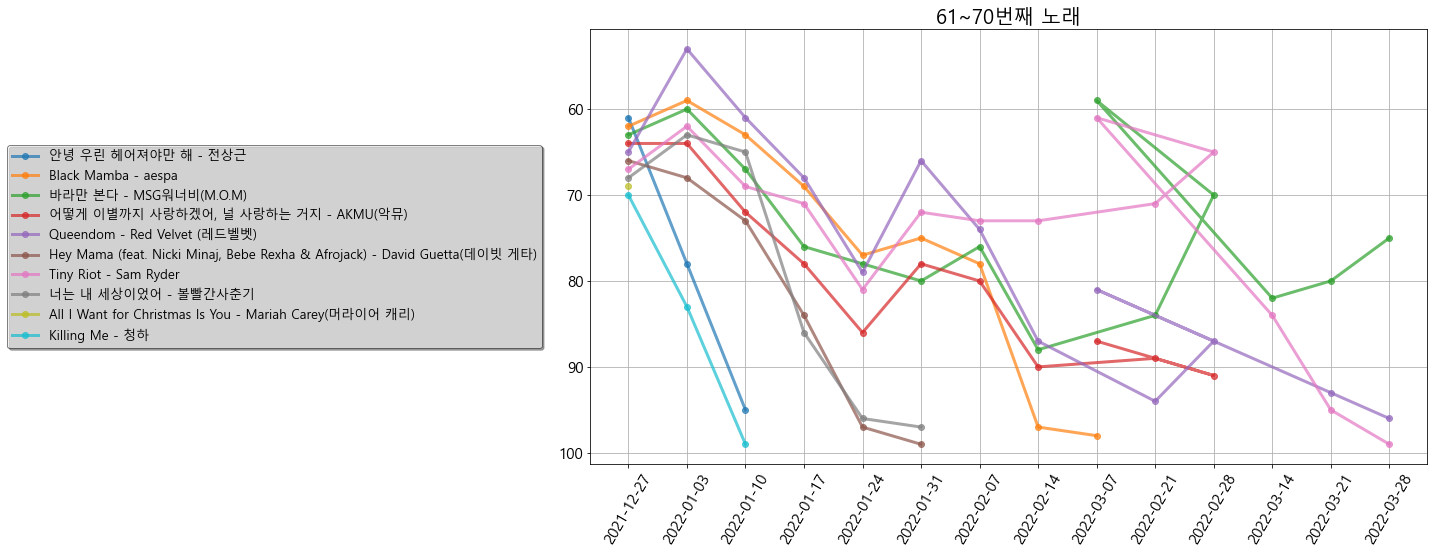 61~70번째 노래
안녕 우린 헤어져야만 해 - 전상근
Black Mamba - aespa
바라만 본다 - MSG워너비(M.O.M)
어떻게 이별까지 사랑하겠어, 널 사랑하는 거지 - AKMU(악뮤)
Queendom - Red Velvet (레드벨벳)
Hey Mama (feat. Nicki Minaj, Bebe Rexha & Afrojack) - David Guetta(데이빗 게타)
Tiny Riot - Sam Ryder
너는 내 세상이었어 - 볼빨간사춘기
All I Want for Christmas Is You - Mariah Carey(머라이어 캐리)
Killing Me - 청하
60
70
80
90
100
2021-12-27
2022-01-03
2022-01-10
2022-01-17
2022-01-24
2022-01-31
2022-02-07
2022-02-14
2022-03-07
2022-02-21
2022-02-28
2022-03-14
2022-03-21
2022-03-28